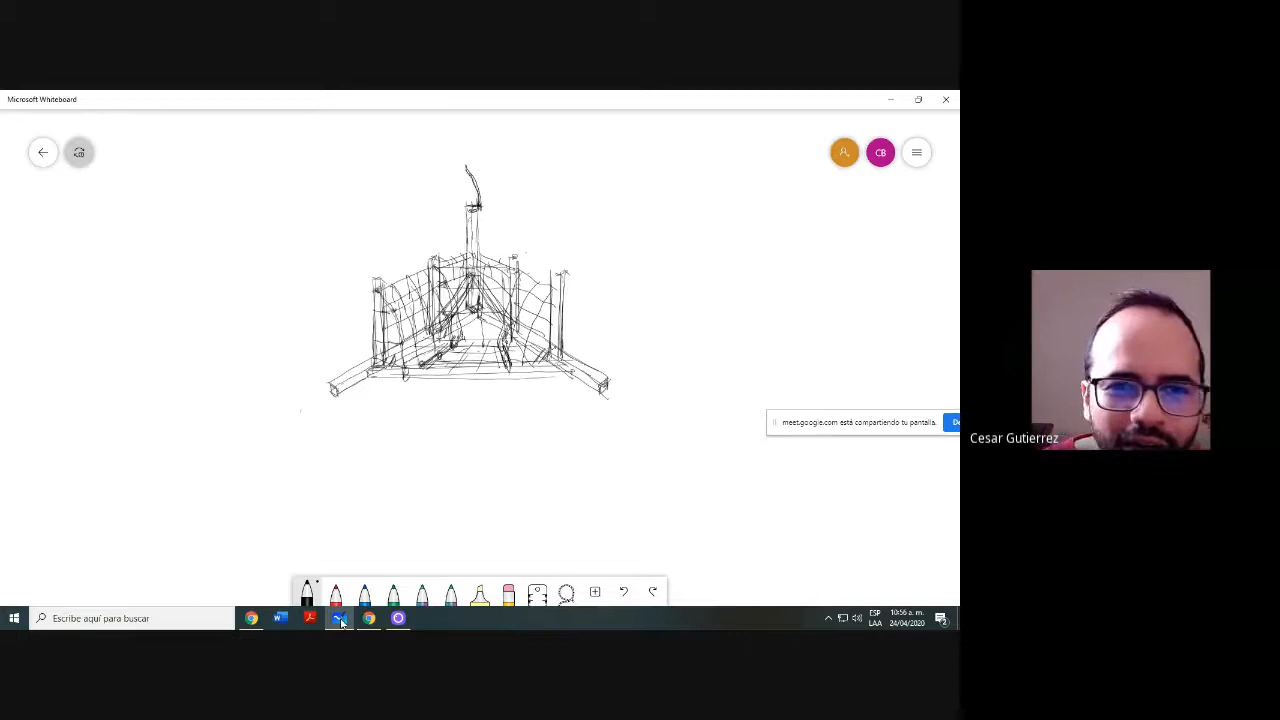 Microsoft Whiteboard
CB
meet.google.com está compartiendo tu pantalla.
Cesar Gutierrez
Escribe aquí para buscar
ESP
LAA
10:56 a. m.
24/04/2020
2